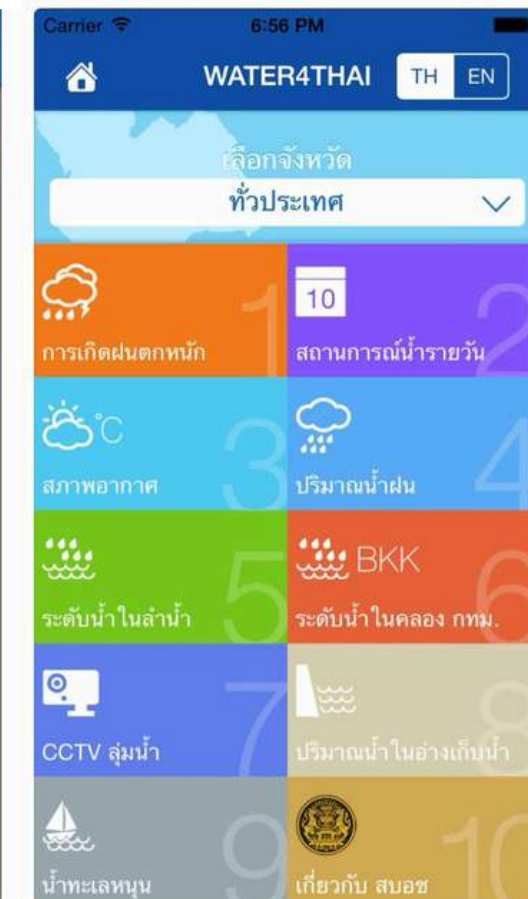 Carrier 6:56 PM
WATER4THAI TH EN
เลือกจังหวัด
ทั่วประเทศ
1
การเกิดฝนตกหนัก
10
2
สถานการณ์น้ำรายวัน
°C
3
สภาพอากาศ
4
ปริมาณน้ำฝน
5
ระดับน้ำในลำน้ำ
BKK
6
ระดับน้ำในคลอง กทม.
7
CCTV ลุ่มน้ำ
8
ปริมาณน้ำในอ่างเก็บน้ำ
9
น้ำทะเลหนุน
10
เกี่ยวกับ สบอช